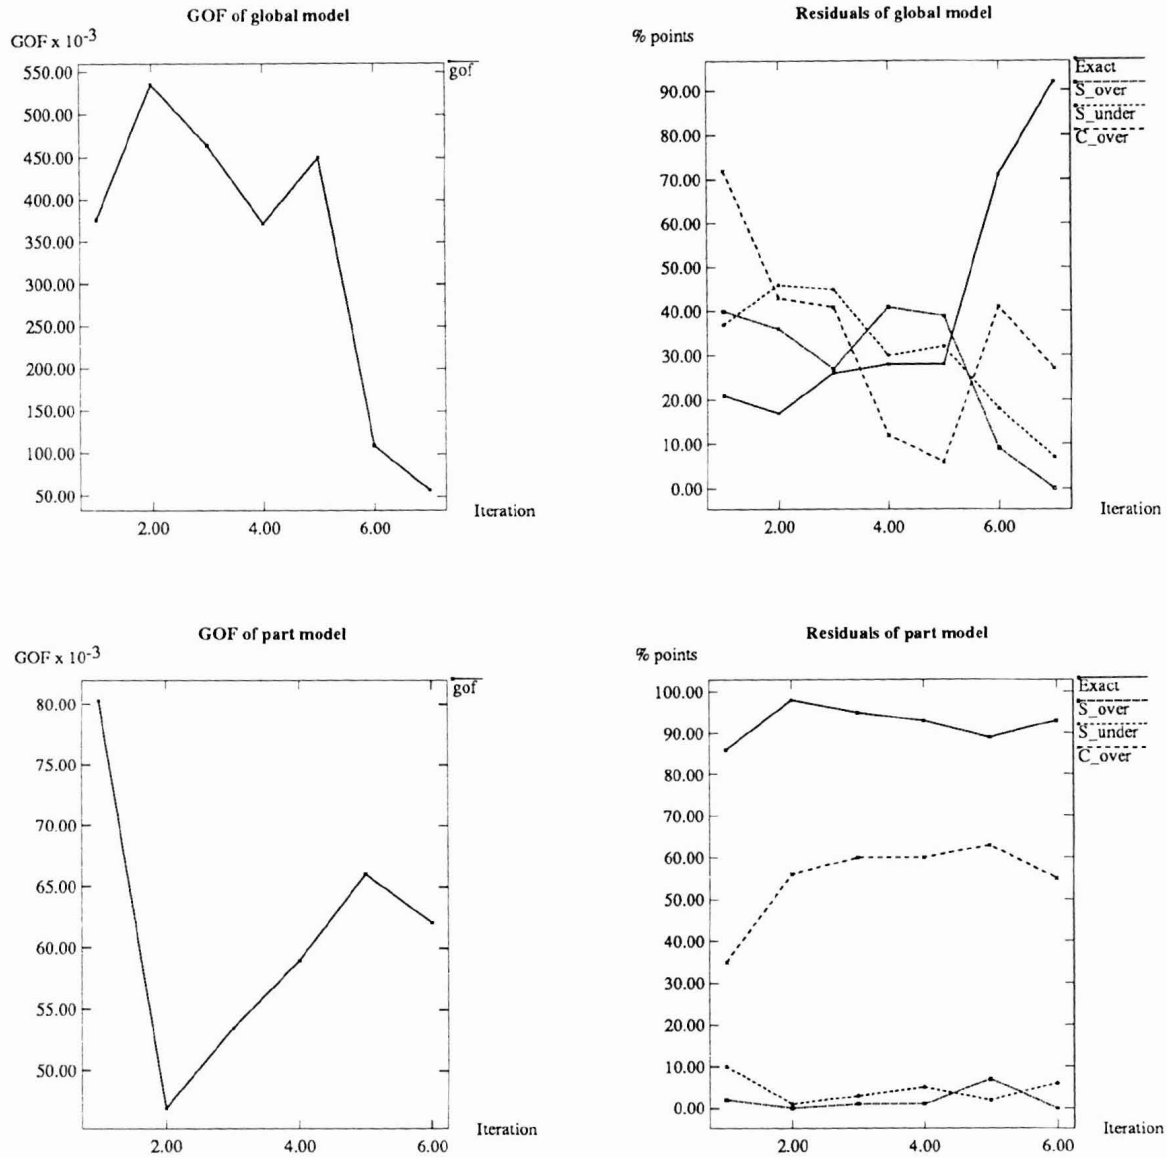 GOF of global model
GOF x 10-3
gof
550.00
500.00
450.00
400.00
350.00
300.00
250.00
200.00
150.00
100.00
50.00
2.00
4.00
6.00
Iteration
Residuals of global model
% points
Exact
S_over
S_under
C_over
90.00
80.00
70.00
60.00
50.00
40.00
30.00
20.00
10.00
0.00
2.00
4.00
6.00
Iteration
GOF of part model
GOF x 10-3
gof
80.00
75.00
70.00
65.00
60.00
55.00
50.00
2.00
4.00
6.00
Iteration
Residuals of part model
% points
Exact
S_over
S_under
C_over
100.00
90.00
80.00
70.00
60.00
50.00
40.00
30.00
20.00
10.00
0.00
2.00
4.00
6.00
Iteration